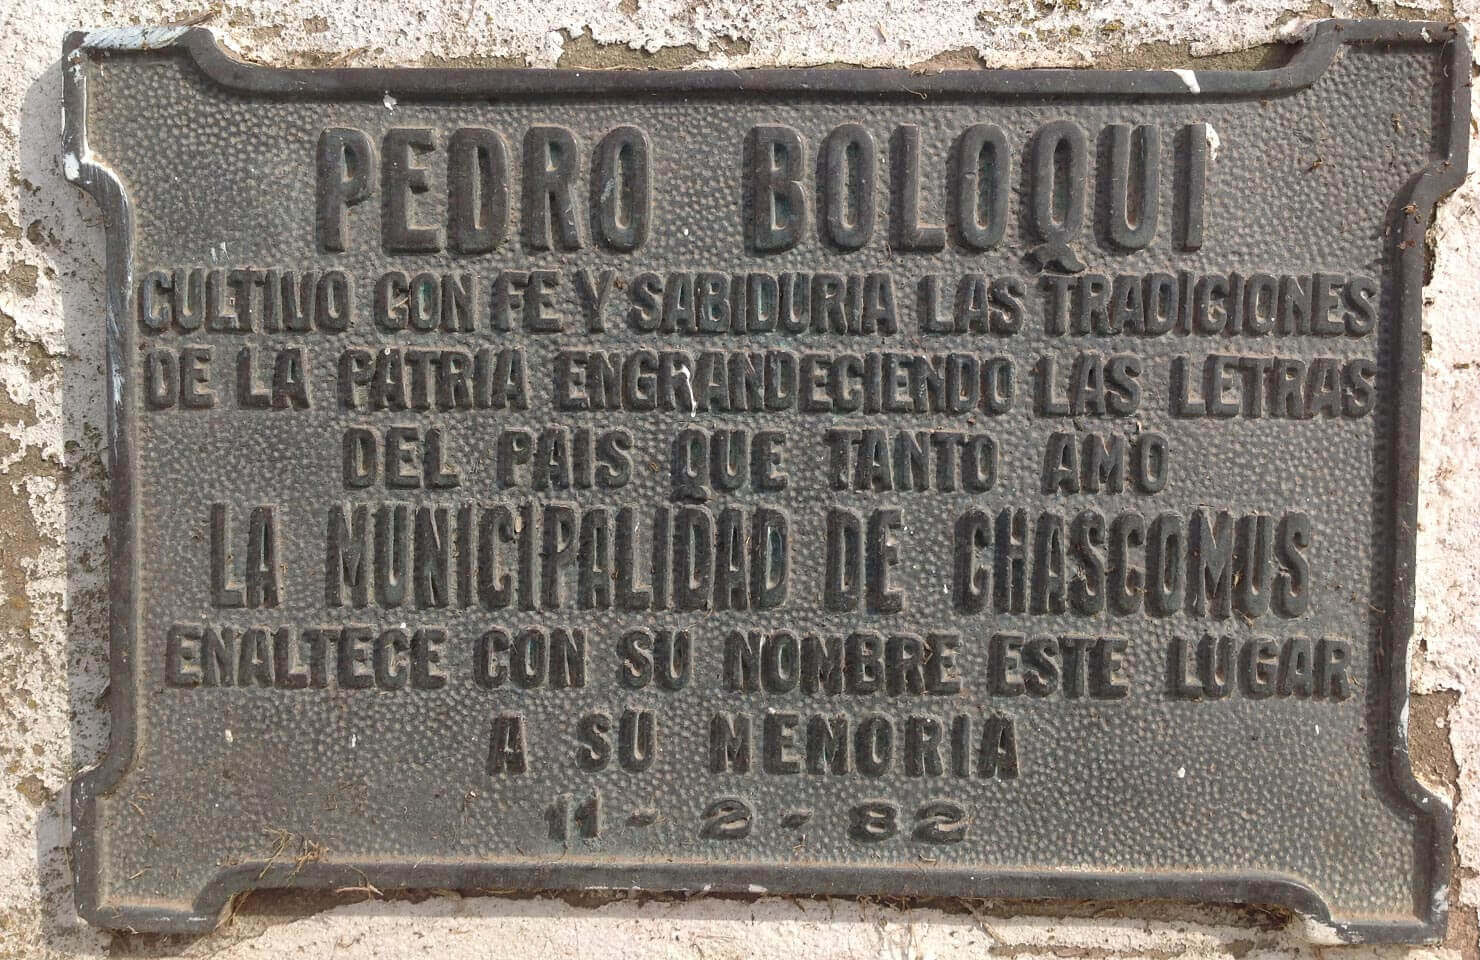 PEDRO BOLOQUI
CULTIVO CON FE Y SABIDURIA LAS TRADICIONES
DE LA PATRIA ENGRANDECIENDO LAS LETRAS
DEL PAIS QUE TANTO AMO
LA MUNICIPALIDAD DE CHASCOMUS
ENALTECE CON SU NOMBRE ESTE LUGAR
A SU MEMORIA
11-2-82